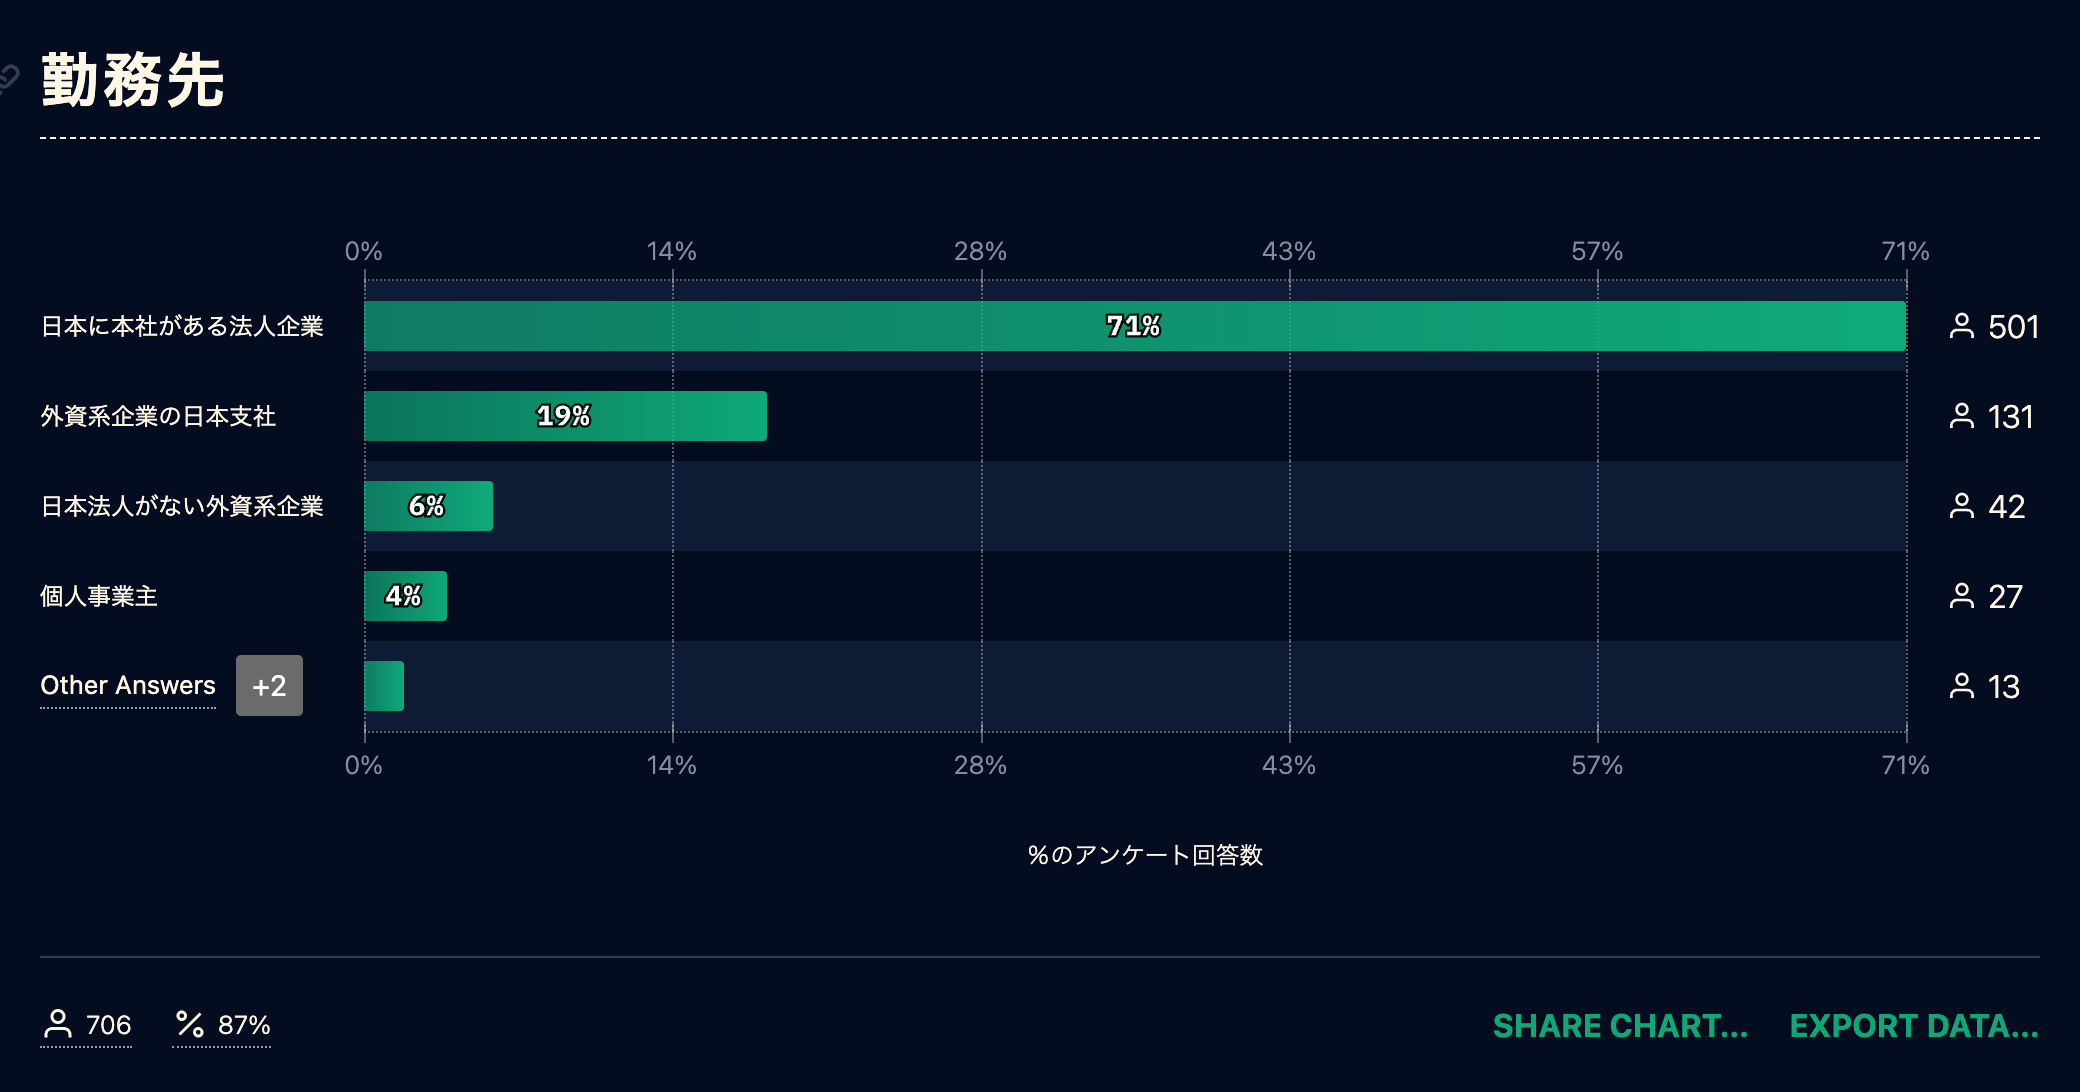 勤務先
0% 14% 28% 43% 57% 71%
日本に本社がある法人企業 71% 501
外資系企業の日本支社 19% 131
日本法人がない外資系企業 6% 42
個人事業主 4% 27
Other Answers +2 13
0% 14% 28% 43% 57% 71%
%のアンケート回答数
706 87% SHARE CHART... EXPORT DATA...